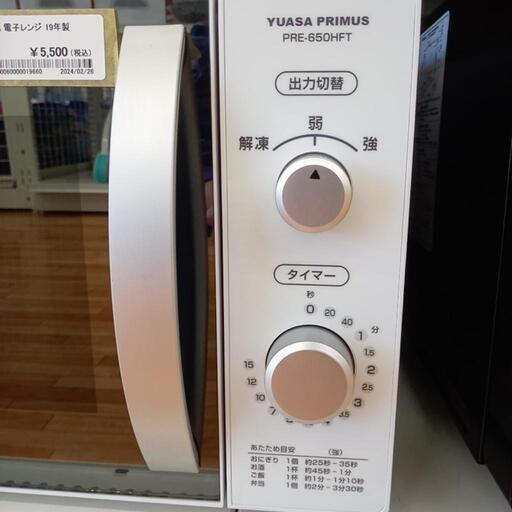 電子レンジ 19年製
¥5,500(税込)
0060000019660 2024/02/26
YUASA PRIMUS
PRE-650HFT
出力切替
弱
解凍 強
タイマー
秒
0 20 40 1 分
1.5
2
2.5
3
3.5
7
10
12
15
あたため目安 (強)
おにぎり 1個 約25秒-35秒
お酒 1杯 約45秒-1分
ご飯 1杯 約1分-1分10秒
弁当 1個 約2分-3分30秒